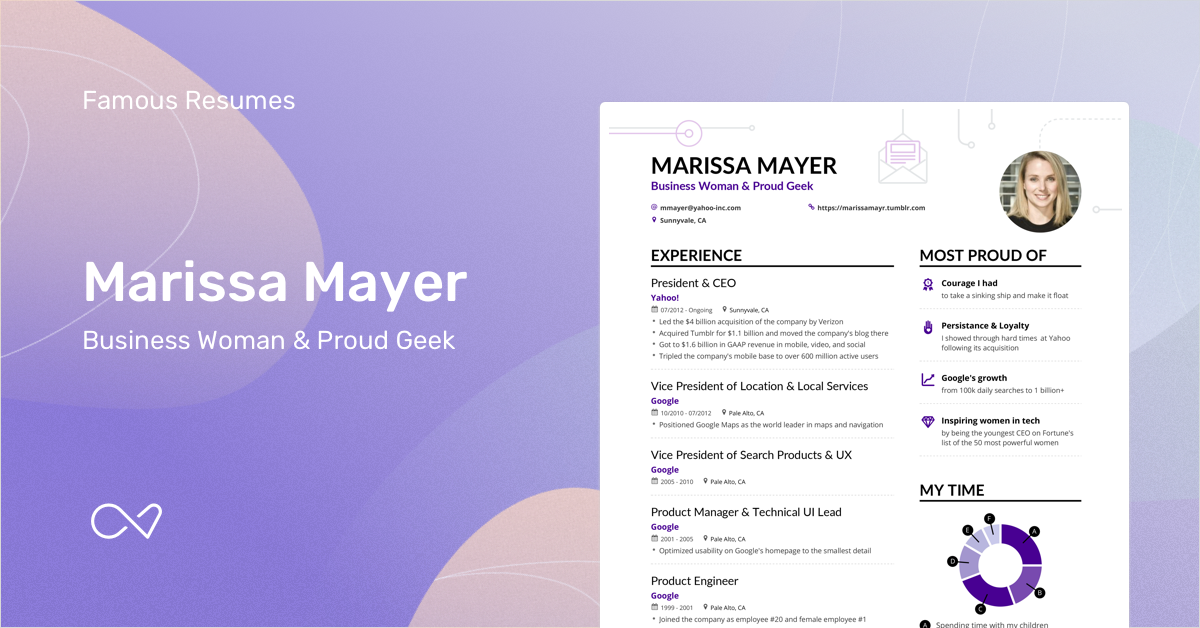 Famous Resumes
Marissa Mayer
Business Woman & Proud Geek
MARISSA MAYER
Business Woman & Proud Geek
@ mmayer@yahoo-inc.com
https://marissamayr.tumblr.com
Sunnyvale, CA
EXPERIENCE
President & CEO
Yahoo!
07/2012 - Ongoing Sunnyvale, CA
• Led the $4 billion acquisition of the company by Verizon
• Acquired Tumblr for $1.1 billion and moved the company's blog there
• Got to $1.6 billion in GAAP revenue in mobile, video, and social
• Tripled the company's mobile base to over 600 million active users
Vice President of Location & Local Services
Google
10/2010 - 07/2012 Pale Alto, CA
• Positioned Google Maps as the world leader in maps and navigation
Vice President of Search Products & UX
Google
2005 - 2010 Pale Alto, CA
Product Manager & Technical UI Lead
Google
2001 - 2005 Pale Alto, CA
• Optimized usability on Google's homepage to the smallest detail
Product Engineer
Google
1999 - 2001 Pale Alto, CA
• Joined the company as employee #20 and female employee #1
MOST PROUD OF
Courage I had
to take a sinking ship and make it float
Persistance & Loyalty
I showed through hard times at Yahoo
following its acquisition
Google's growth
from 100k daily searches to 1 billion+
Inspiring women in tech
by being the youngest CEO on Fortune's
list of the 50 most powerful women
MY TIME
F
E
A
D
B
C
A Spending time with my children